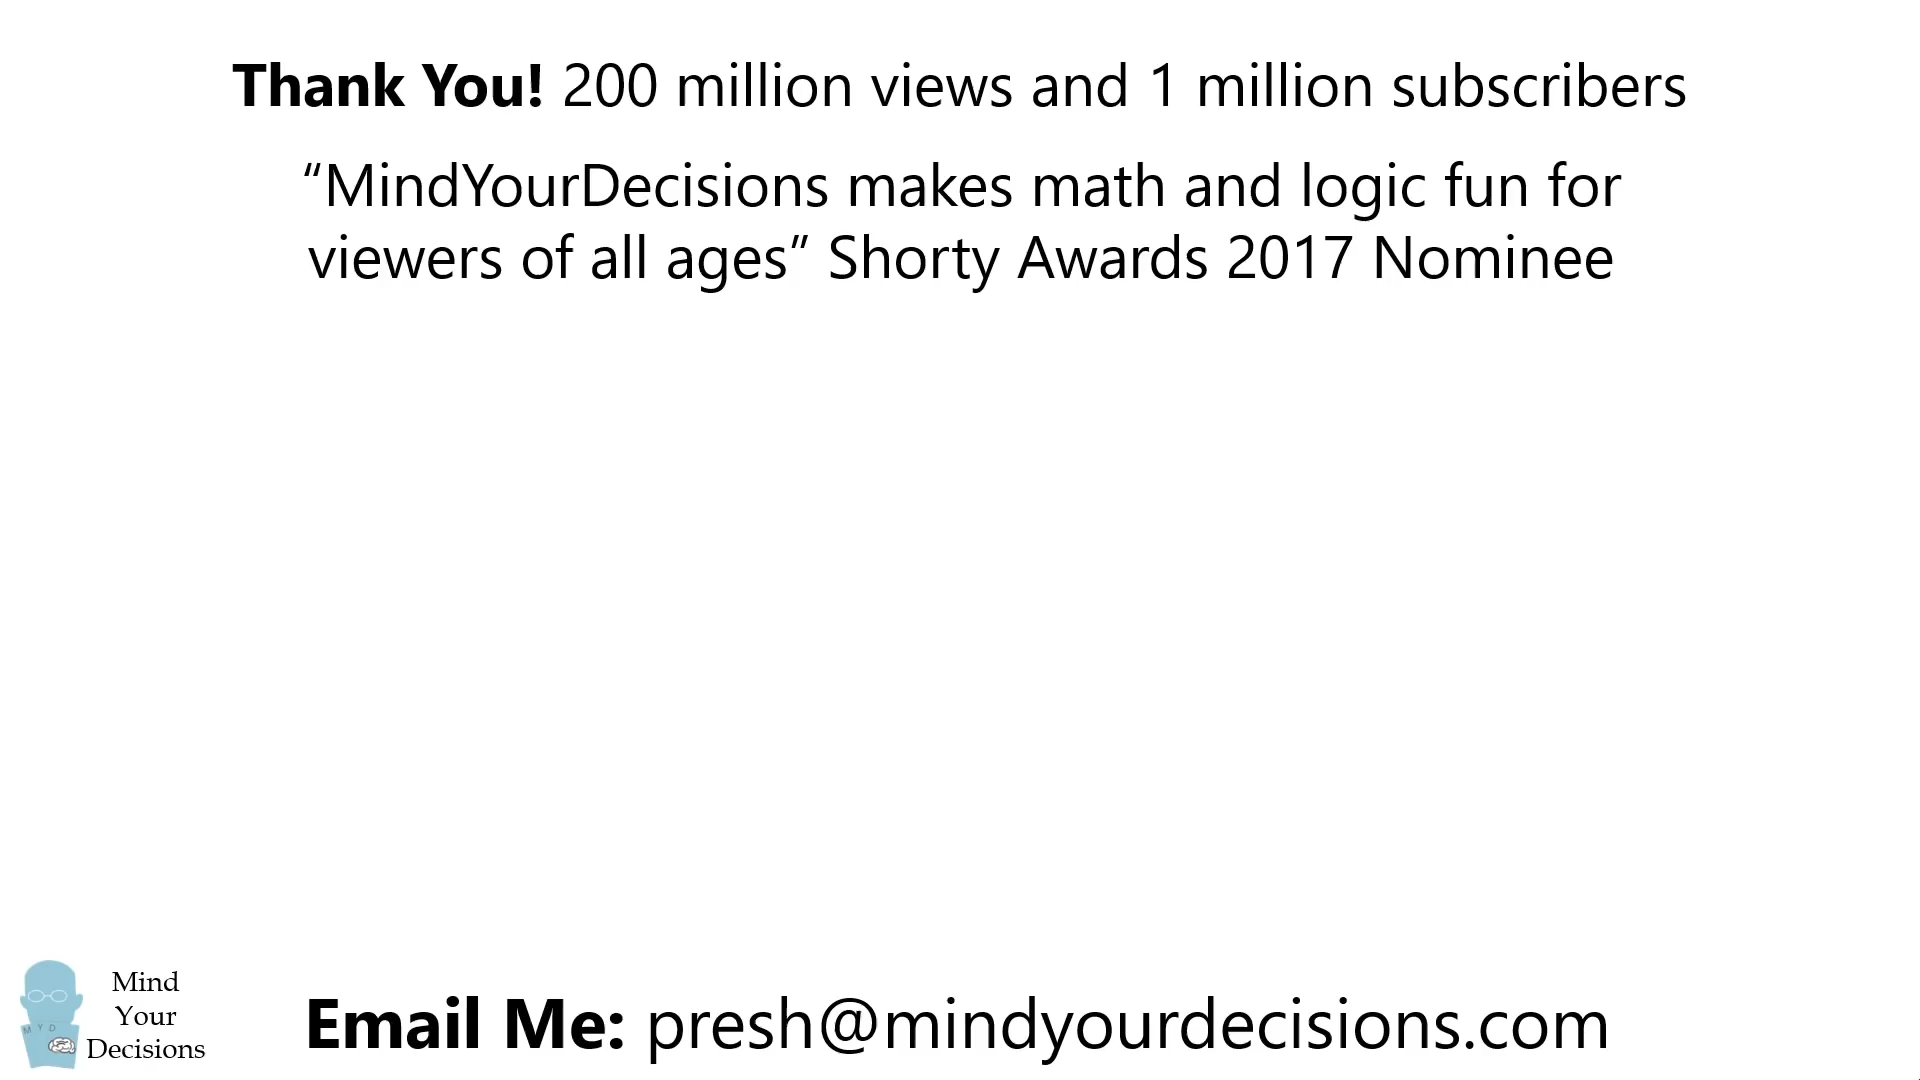 Thank You! 200 million views and 1 million subscribers
“MindYourDecisions makes math and logic fun for
viewers of all ages” Shorty Awards 2017 Nominee
M Y D
Mind
Your
Decisions
Email Me: presh@mindyourdecisions.com